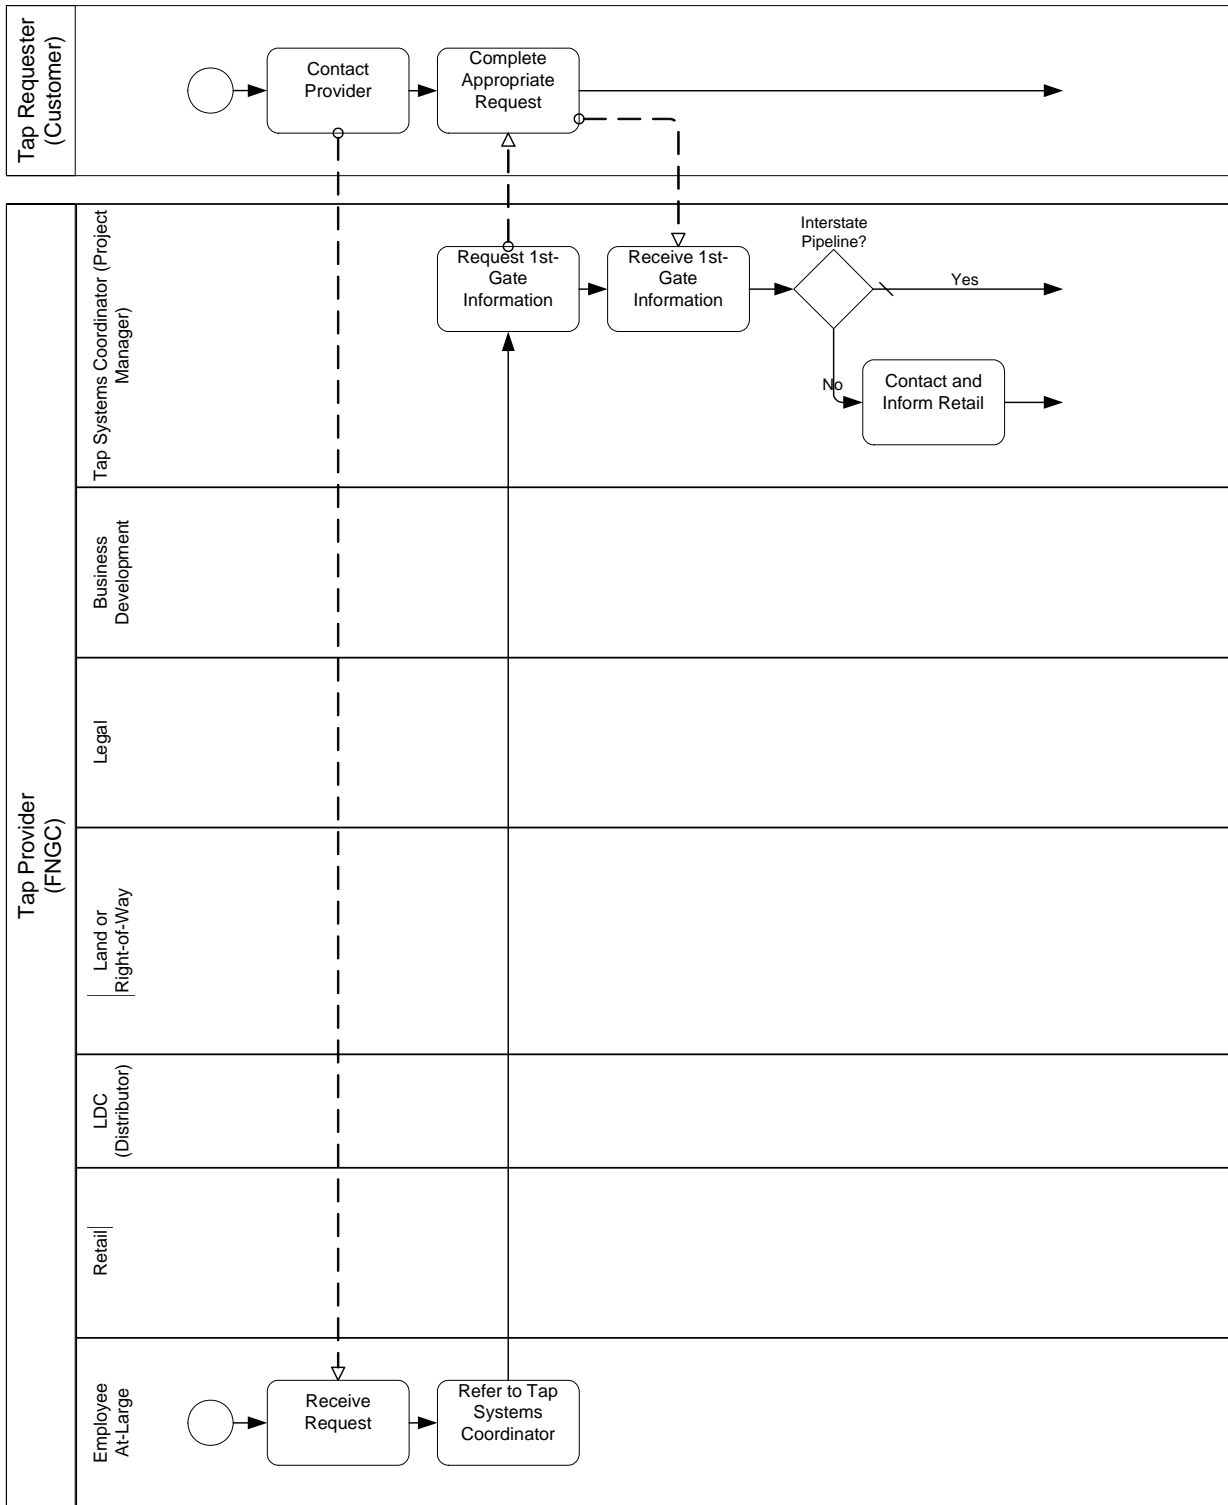 Tap Requester
(Customer)
Contact
Provider
Complete
Appropriate
Request
Tap Provider
(FNGC)
Tap Systems Coordinator (Project
Manager)
Request 1st-
Gate
Information
Receive 1st-
Gate
Information
Interstate
Pipeline?
Yes
No
Contact and
Inform Retail
Business
Development
Legal
Land or
Right-of-Way
LDC
(Distributor)
Retail
Employee
At-Large
Receive
Request
Refer to Tap
Systems
Coordinator